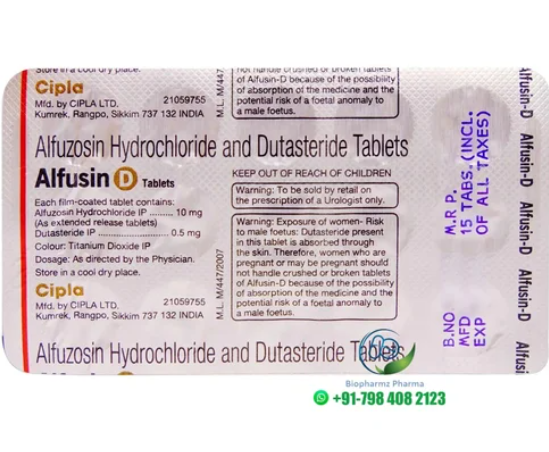 Store in a cool dry place.
Cipla
Mfd. by CIPLA LTD. 21059755
Kumrek, Rangpo, Sikkim 737 132 INDIA
M.L. M/447
not handle crushed or broken tablets
of Alfusin-D because of the possibility
of absorption of the medicine and the
potential risk of a foetal anomaly to
a male foetus.
Alfuzosin Hydrochloride and Dutasteride Tablets
Alfusin D Tablets
Each film-coated tablet contains:
Alfuzosin Hydrochloride IP .......... 10 mg
(As extended release tablets)
Dutasteride IP ........................ 0.5 mg
Colour: Titanium Dioxide IP
Dosage: As directed by the Physician.
Store in a cool dry place.
Cipla
Mfd. by CIPLA LTD. 21059755
Kumrek, Rangpo, Sikkim 737 132 INDIA
M.L. M/447/2007
KEEP OUT OF REACH OF CHILDREN
Warning: To be sold by retail on
the prescription of a Urologist only.
Warning: Exposure of women- Risk
to male foetus: Dutasteride present
in this tablet is absorbed through
the skin. Therefore, women who are
pregnant or may be pregnant should
not handle crushed or broken tablets
of Alfusin-D because of the possibility
of absorption of the medicine and the
potential risk of a foetal anomaly to
a male foetus.
Alfuzosin Hydrochloride and Dutasteride Tablets
M.R.P.
15 TABS.(INCL.
OF ALL TAXES)
B.NO
MFD
EXP
Alfusin-D
Alfusin-D
Alfusin-D
Alfusin-D
Alfusin-D
Biopharmz Pharma
+91-798 408 2123